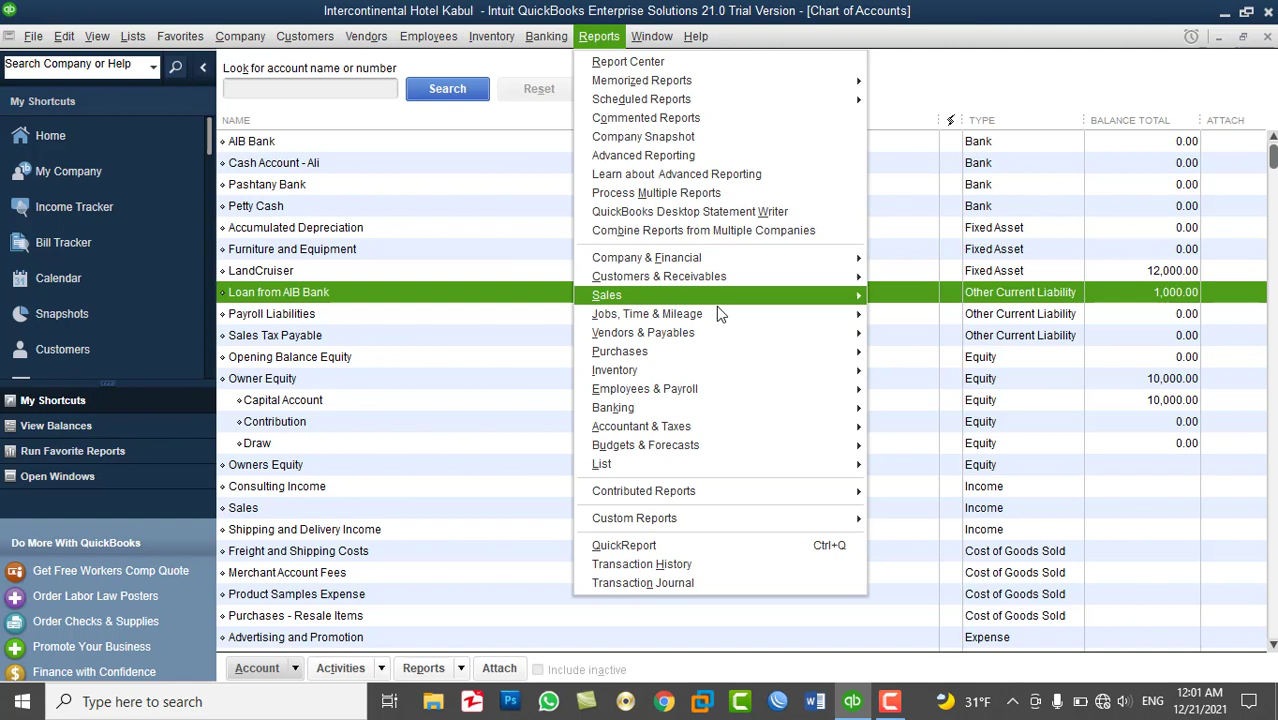 Intercontinental Hotel Kabul - Intuit QuickBooks Enterprise Solutions 21.0 Trial Version - [Chart of Accounts]
File Edit View Lists Favorites Company Customers Vendors Employees Inventory Banking Reports Window Help
Search Company or Help
My Shortcuts
Home
My Company
Income Tracker
Bill Tracker
Calendar
Snapshots
Customers
My Shortcuts
View Balances
Run Favorite Reports
Open Windows
Do More With QuickBooks
Get Free Workers Comp Quote
Order Labor Law Posters
Order Checks & Supplies
Promote Your Business
Finance with Confidence
Look for account name or number
Search Reset
NAME TYPE BALANCE TOTAL ATTACH
AIB Bank Bank 0.00
Cash Account - Ali Bank 0.00
Pashtany Bank Bank 0.00
Petty Cash Bank 0.00
Accumulated Depreciation Fixed Asset 0.00
Furniture and Equipment Fixed Asset 0.00
LandCruiser Fixed Asset 12,000.00
Loan from AIB Bank Other Current Liability 1,000.00
Payroll Liabilities Other Current Liability 0.00
Sales Tax Payable Other Current Liability 0.00
Opening Balance Equity Equity 0.00
Owner Equity Equity 10,000.00
Capital Account Equity 10,000.00
Contribution Equity 0.00
Draw Equity 0.00
Owners Equity Equity
Consulting Income Income
Sales Income
Shipping and Delivery Income Income
Freight and Shipping Costs Cost of Goods Sold
Merchant Account Fees Cost of Goods Sold
Product Samples Expense Cost of Goods Sold
Purchases - Resale Items Cost of Goods Sold
Advertising and Promotion Expense
Report Center
Memorized Reports
Scheduled Reports
Commented Reports
Company Snapshot
Advanced Reporting
Learn about Advanced Reporting
Process Multiple Reports
QuickBooks Desktop Statement Writer
Combine Reports from Multiple Companies
Company & Financial
Customers & Receivables
Sales
Jobs, Time & Mileage
Vendors & Payables
Purchases
Inventory
Employees & Payroll
Banking
Accountant & Taxes
Budgets & Forecasts
List
Contributed Reports
Custom Reports
QuickReport Ctrl+Q
Transaction History
Transaction Journal
Account Activities Reports Attach Include inactive
Type here to search
31°F
ENG
12:01 AM
12/21/2021